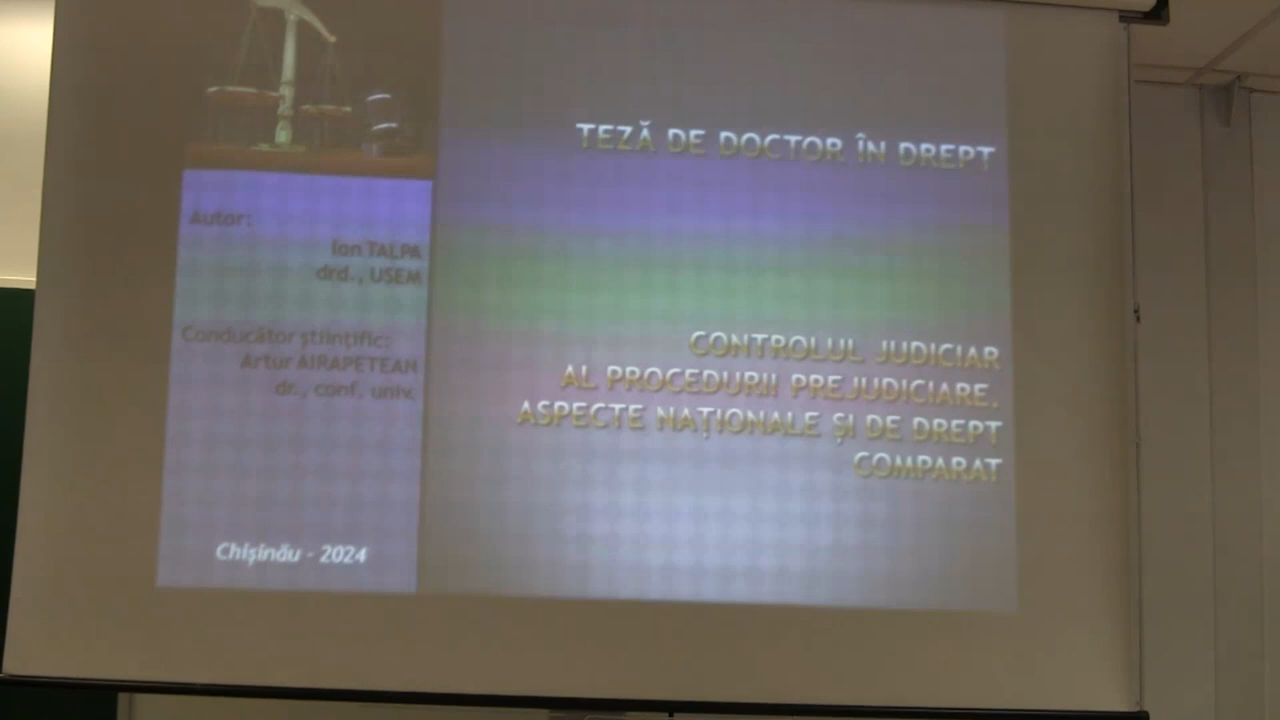 TEZĂ DE DOCTOR ÎN DREPT
Autor:
Ion TALPA
drd., USEM
Conducător științific:
Artur AIRAPETEAN
dr., conf. univ.
CONTROLUL JUDICIAR
AL PROCEDURII PREJUDICIARE.
ASPECTE NAȚIONALE ȘI DE DREPT
COMPARAT
Chișinău - 2024